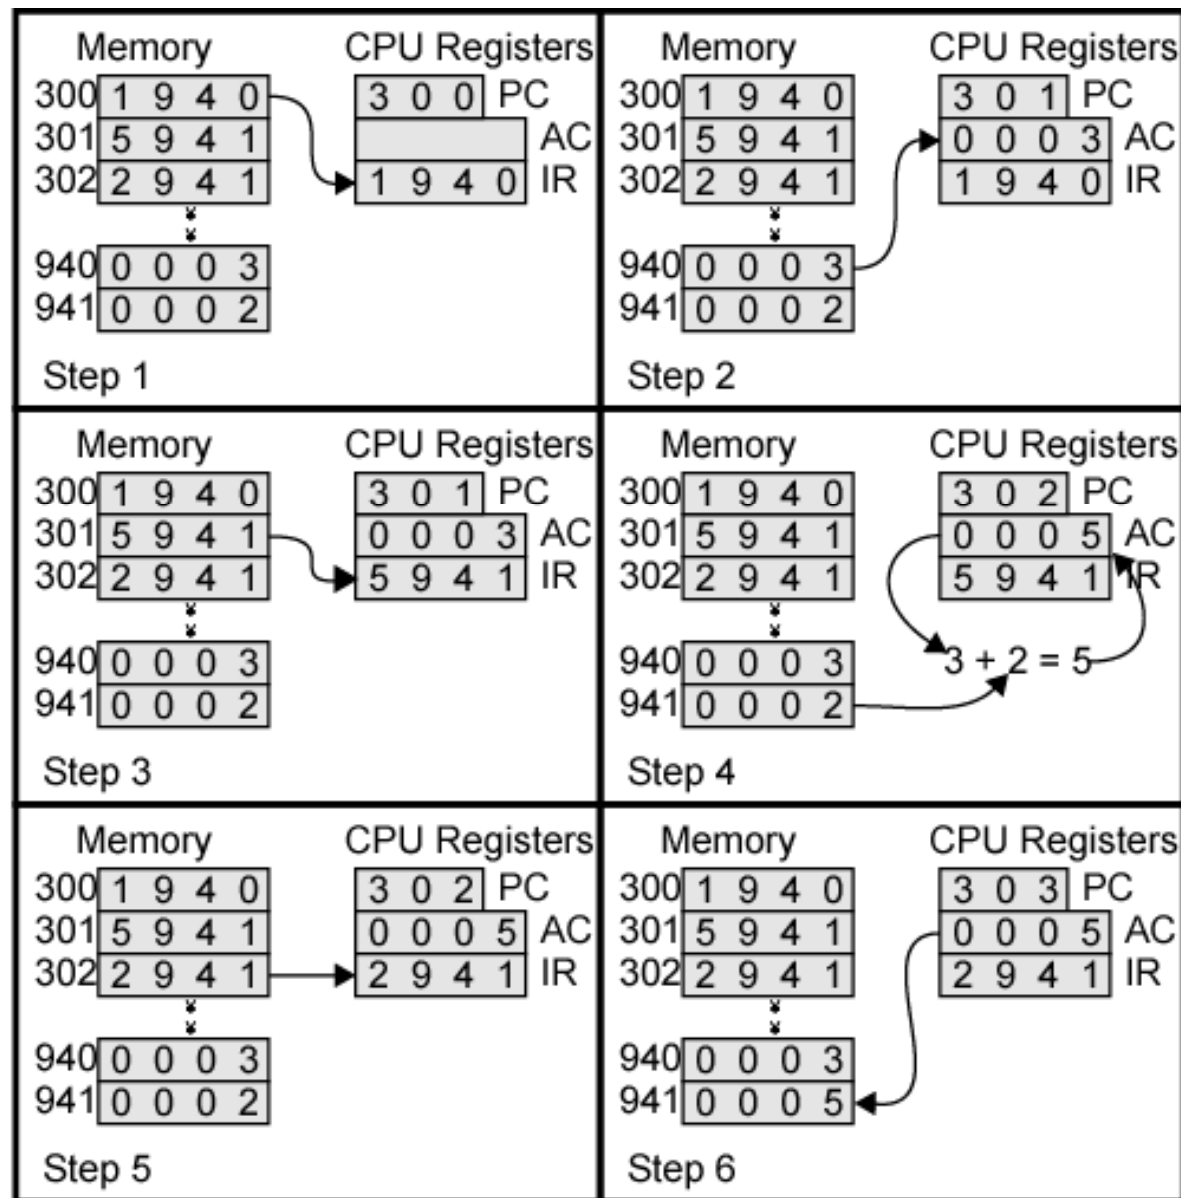 Memory CPU Registers
300 1 9 4 0 3 0 0 PC
301 5 9 4 1 AC
302 2 9 4 1 1 9 4 0 IR
940 0 0 0 3
941 0 0 0 2
Step 1
Memory CPU Registers
300 1 9 4 0 3 0 1 PC
301 5 9 4 1 0 0 0 3 AC
302 2 9 4 1 1 9 4 0 IR
940 0 0 0 3
941 0 0 0 2
Step 2
Memory CPU Registers
300 1 9 4 0 3 0 1 PC
301 5 9 4 1 0 0 0 3 AC
302 2 9 4 1 5 9 4 1 IR
940 0 0 0 3
941 0 0 0 2
Step 3
Memory CPU Registers
300 1 9 4 0 3 0 2 PC
301 5 9 4 1 0 0 0 5 AC
302 2 9 4 1 5 9 4 1 IR
940 0 0 0 3 3 + 2 = 5
941 0 0 0 2
Step 4
Memory CPU Registers
300 1 9 4 0 3 0 2 PC
301 5 9 4 1 0 0 0 5 AC
302 2 9 4 1 2 9 4 1 IR
940 0 0 0 3
941 0 0 0 2
Step 5
Memory CPU Registers
300 1 9 4 0 3 0 3 PC
301 5 9 4 1 0 0 0 5 AC
302 2 9 4 1 2 9 4 1 IR
940 0 0 0 3
941 0 0 0 5
Step 6